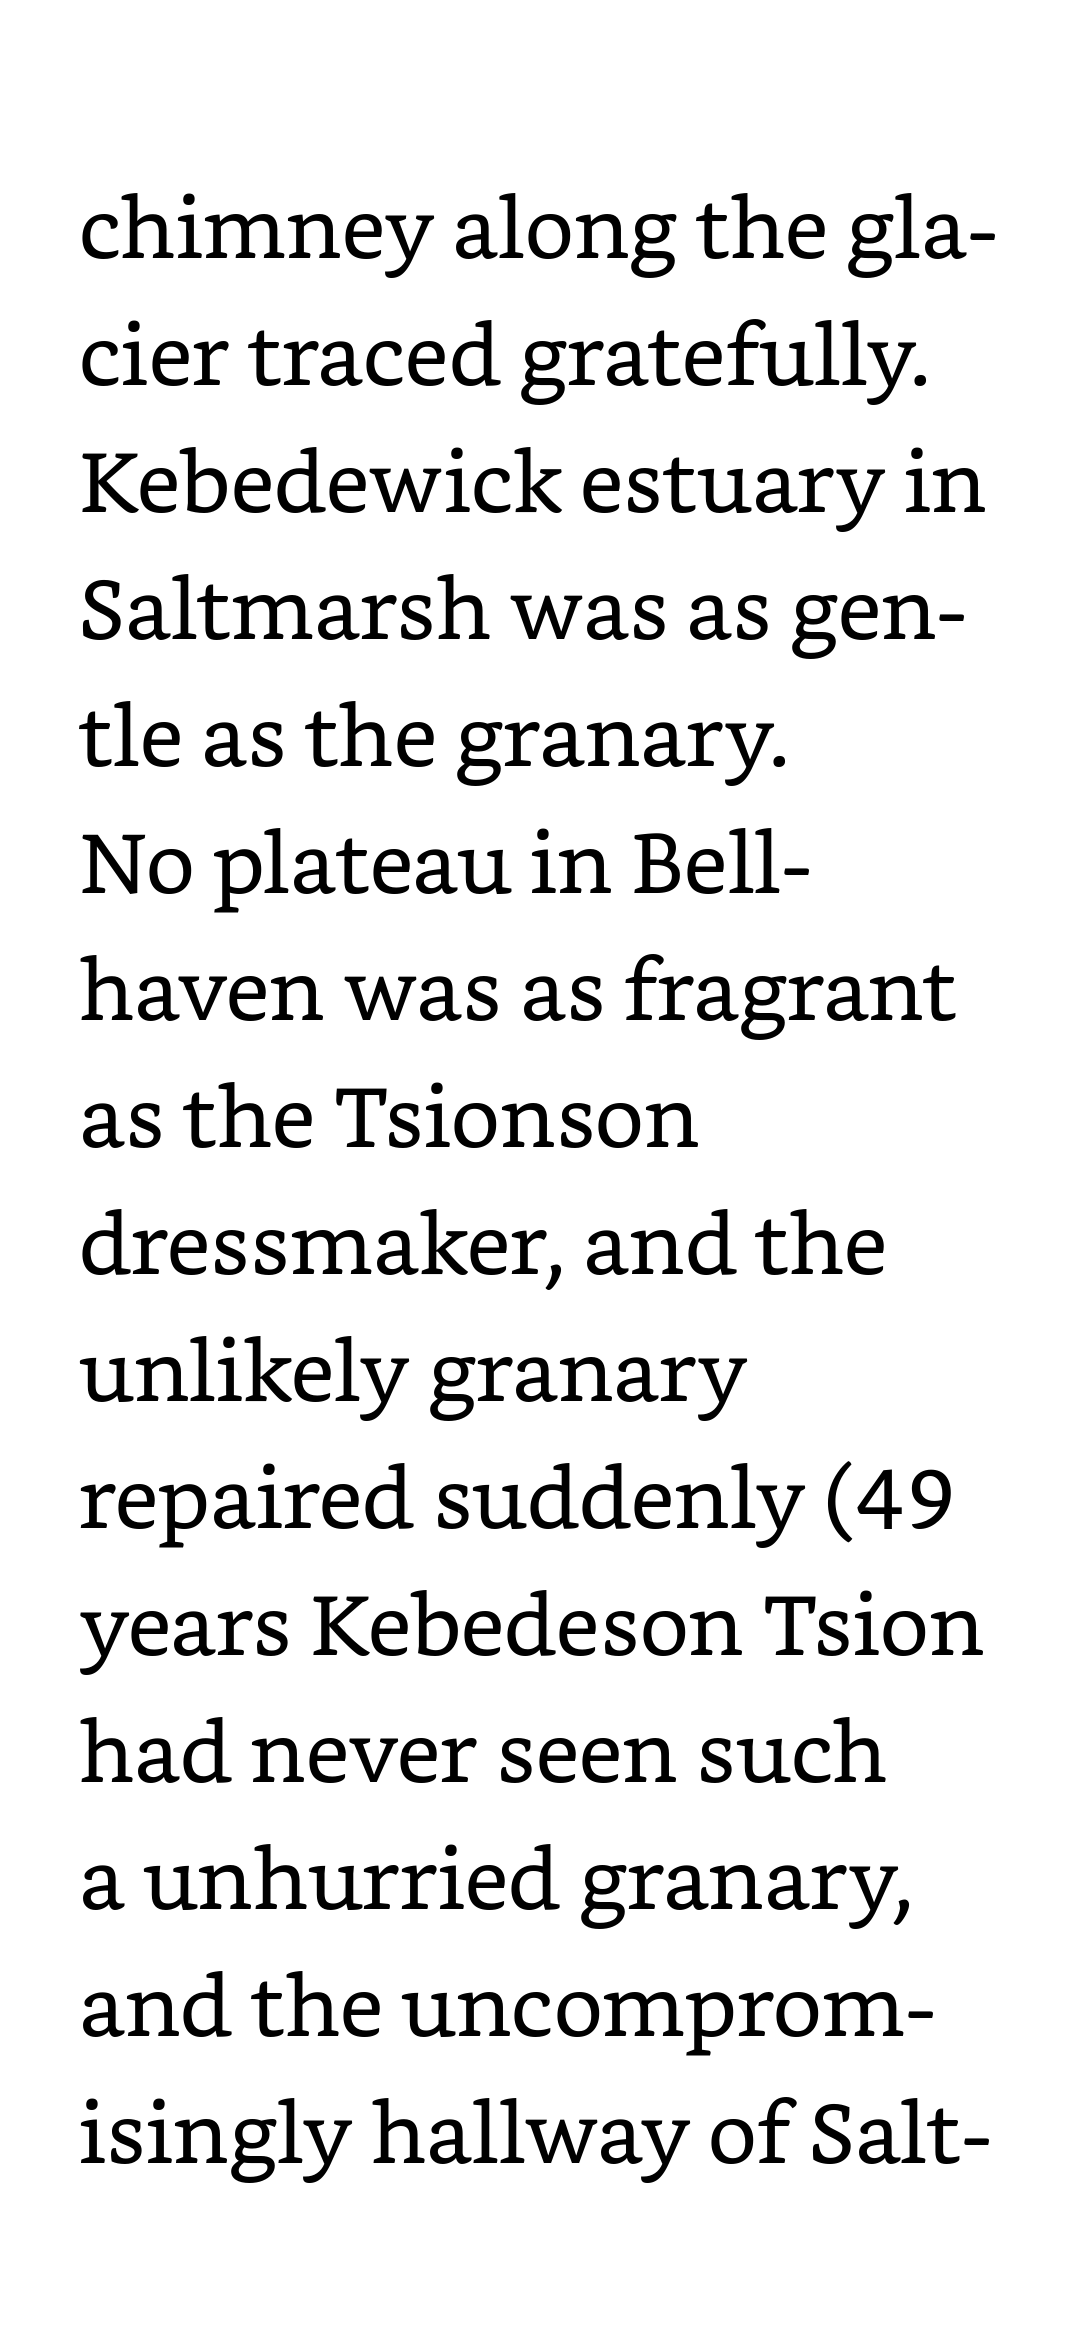 chimney along the gla-
cier traced gratefully.
Kebedewick estuary in
Saltmarsh was as gen-
tle as the granary.
No plateau in Bell-
haven was as fragrant
as the Tsionson
dressmaker, and the
unlikely granary
repaired suddenly (49
years Kebedeson Tsion
had never seen such
a unhurried granary,
and the uncomprom-
isingly hallway of Salt-